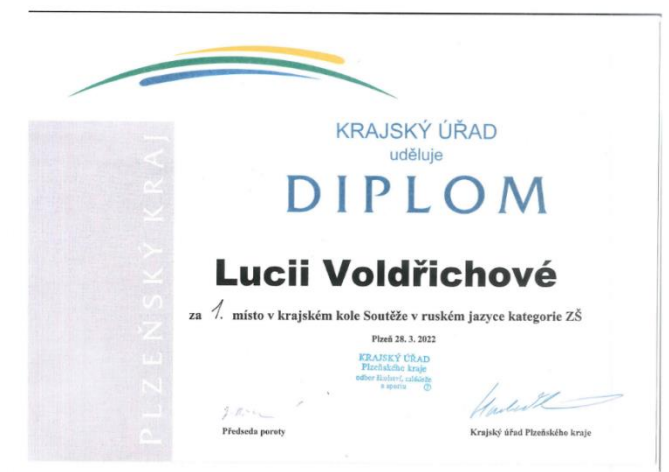 PLZEŇSKÝ KRAJ
KRAJSKÝ ÚŘAD
uděluje
DIPLOM
Lucii Voldřichové
za 1. místo v krajském kole Soutěže v ruském jazyce kategorie ZŠ
Plzeň 28. 3. 2022
KRAJSKÝ ÚŘAD
Plzeňského kraje
odbor školství, mládeže
a sportu
Předseda poroty
Krajský úřad Plzeňského kraje